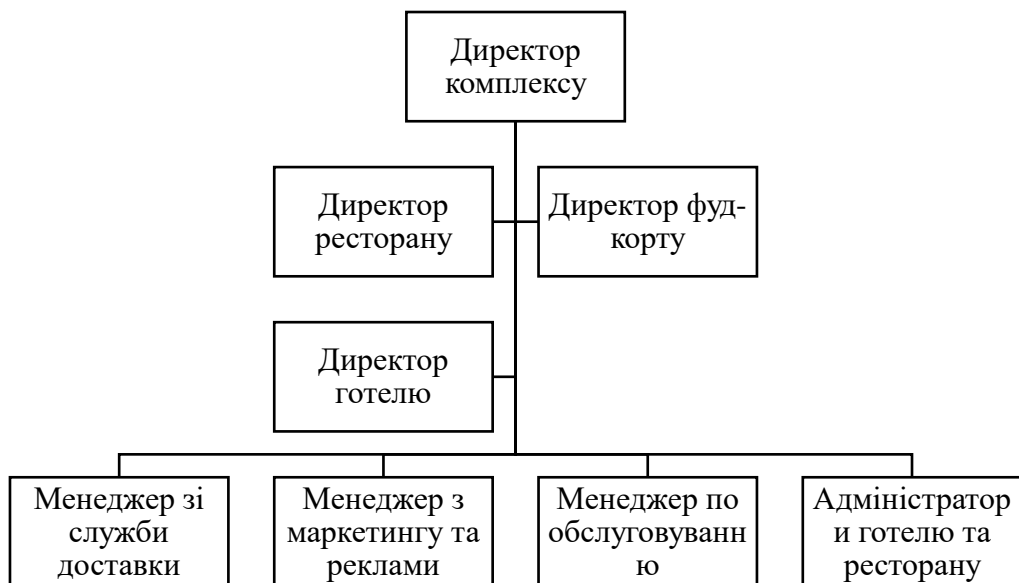 Директор
комплексу
Директор
ресторану
Директор фуд-
корту
Директор
готелю
Менеджер зі
служби
доставки
Менеджер з
маркетингу та
реклами
Менеджер по
обслуговуванн
ю
Адміністратор
и готелю та
ресторану